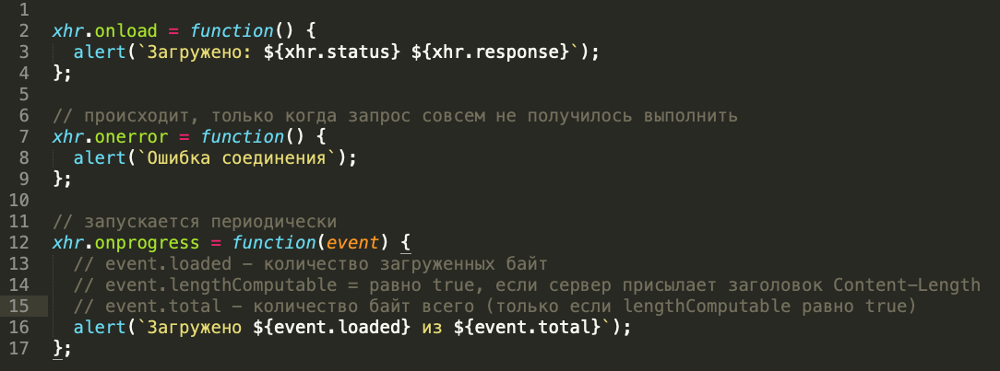 1
2 xhr.onload = function() {
3   alert(`Загружено: ${xhr.status} ${xhr.response}`);
4 };
5
6 // происходит, только когда запрос совсем не получилось выполнить
7 xhr.onerror = function() {
8   alert(`Ошибка соединения`);
9 };
10
11 // запускается периодически
12 xhr.onprogress = function(event) {
13   // event.loaded - количество загруженных байт
14   // event.lengthComputable = равно true, если сервер присылает заголовок Content-Length
15   // event.total - количество байт всего (только если lengthComputable равно true)
16   alert(`Загружено ${event.loaded} из ${event.total}`);
17 };